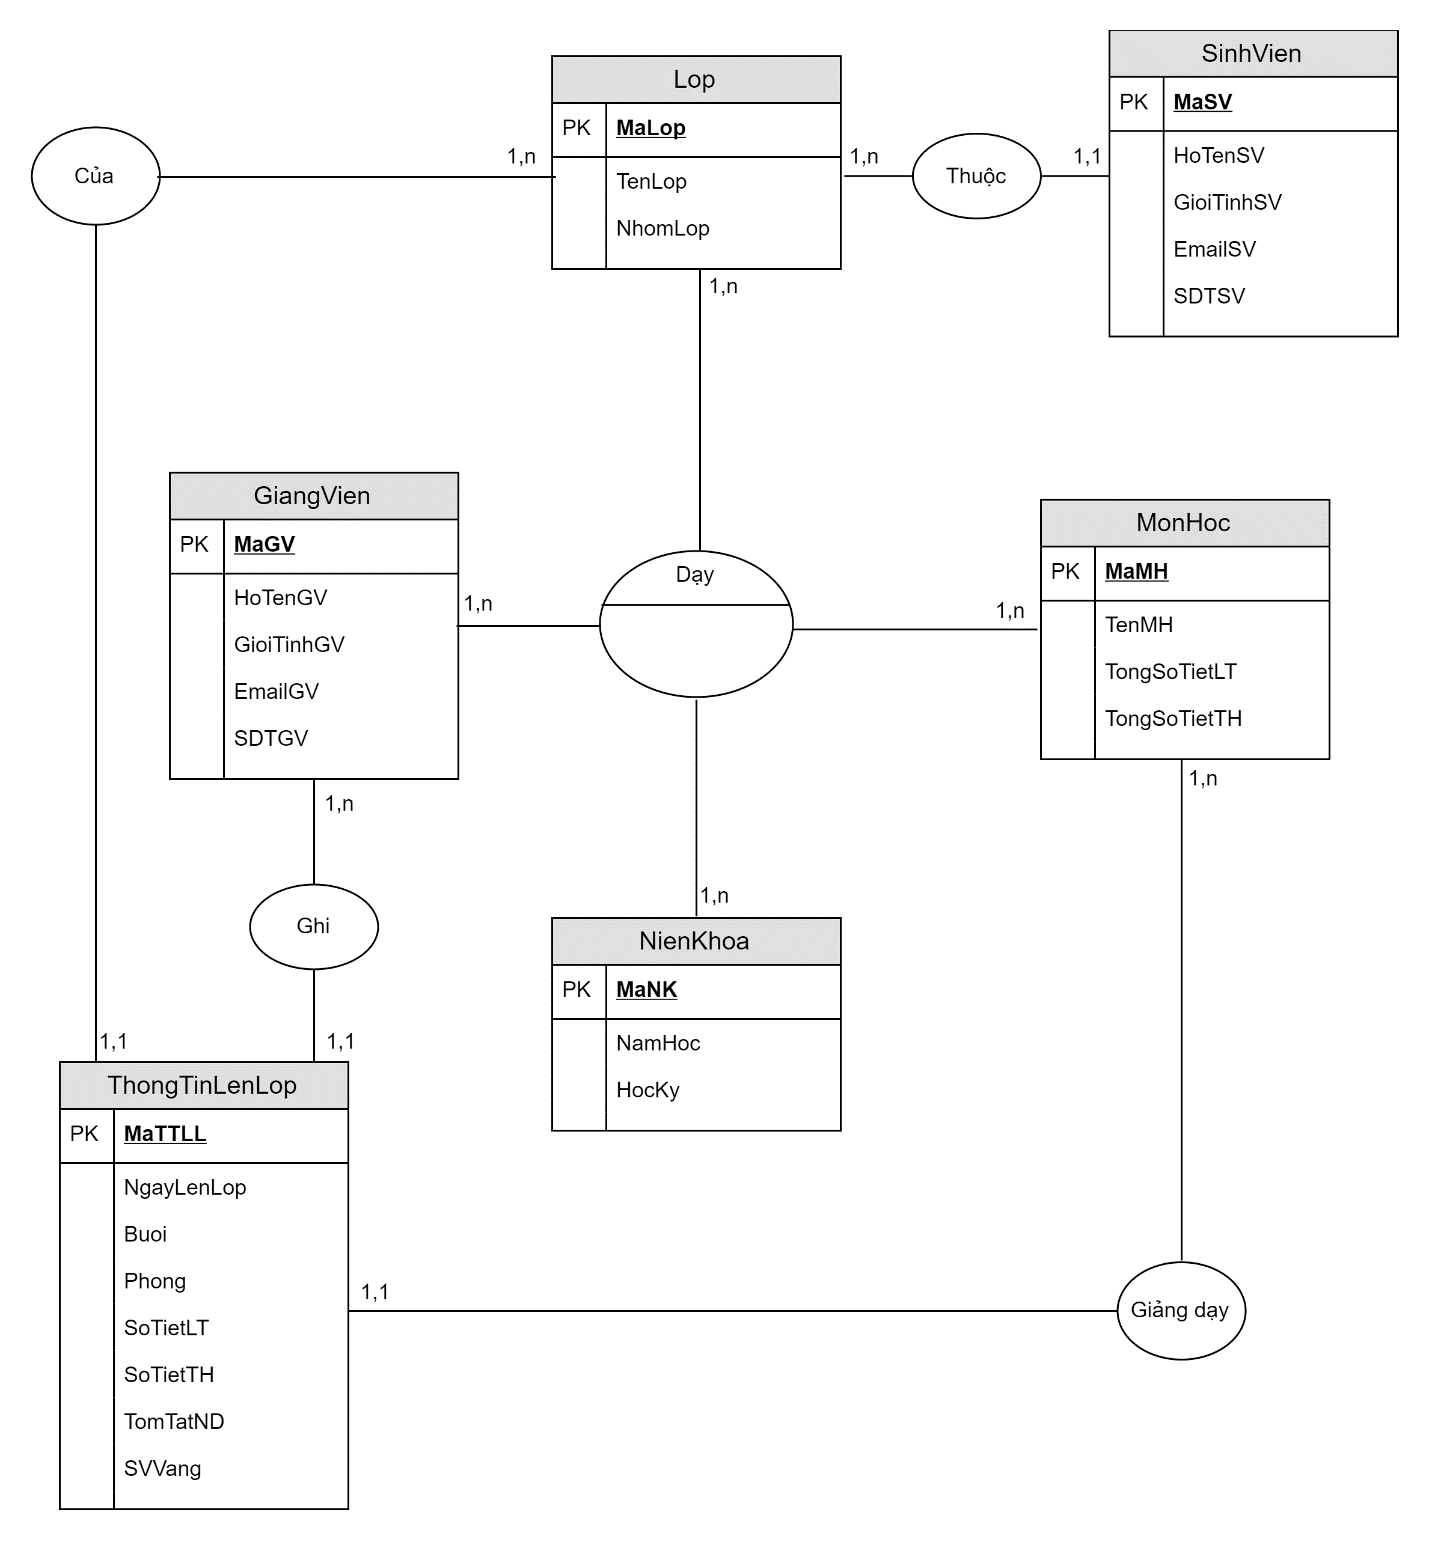 Lop
PK MaLop
TenLop
NhomLop
SinhVien
PK MaSV
HoTenSV
GioiTinhSV
EmailSV
SDTSV
Của
1,n
1,n
Thuộc
1,1
1,n
GiangVien
PK MaGV
HoTenGV
GioiTinhGV
EmailGV
SDTGV
1,n
Dạy
1,n
MonHoc
PK MaMH
TenMH
TongSoTietLT
TongSoTietTH
1,n
1,n
Ghi
1,n
NienKhoa
PK MaNK
NamHoc
HocKy
1,1
1,1
ThongTinLenLop
PK MaTTLL
NgayLenLop
Buoi
Phong
SoTietLT
SoTietTH
TomTatND
SVVang
1,1
Giảng dạy